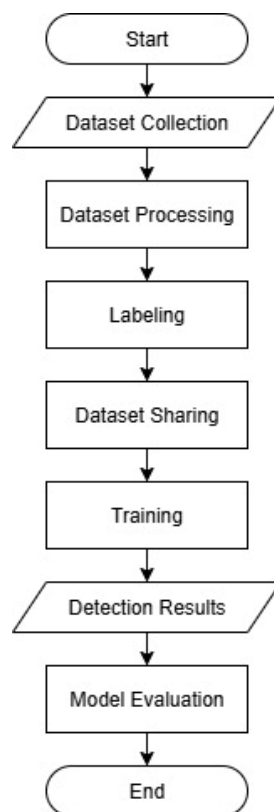 Start
Dataset Collection
Dataset Processing
Labeling
Dataset Sharing
Training
Detection Results
Model Evaluation
End